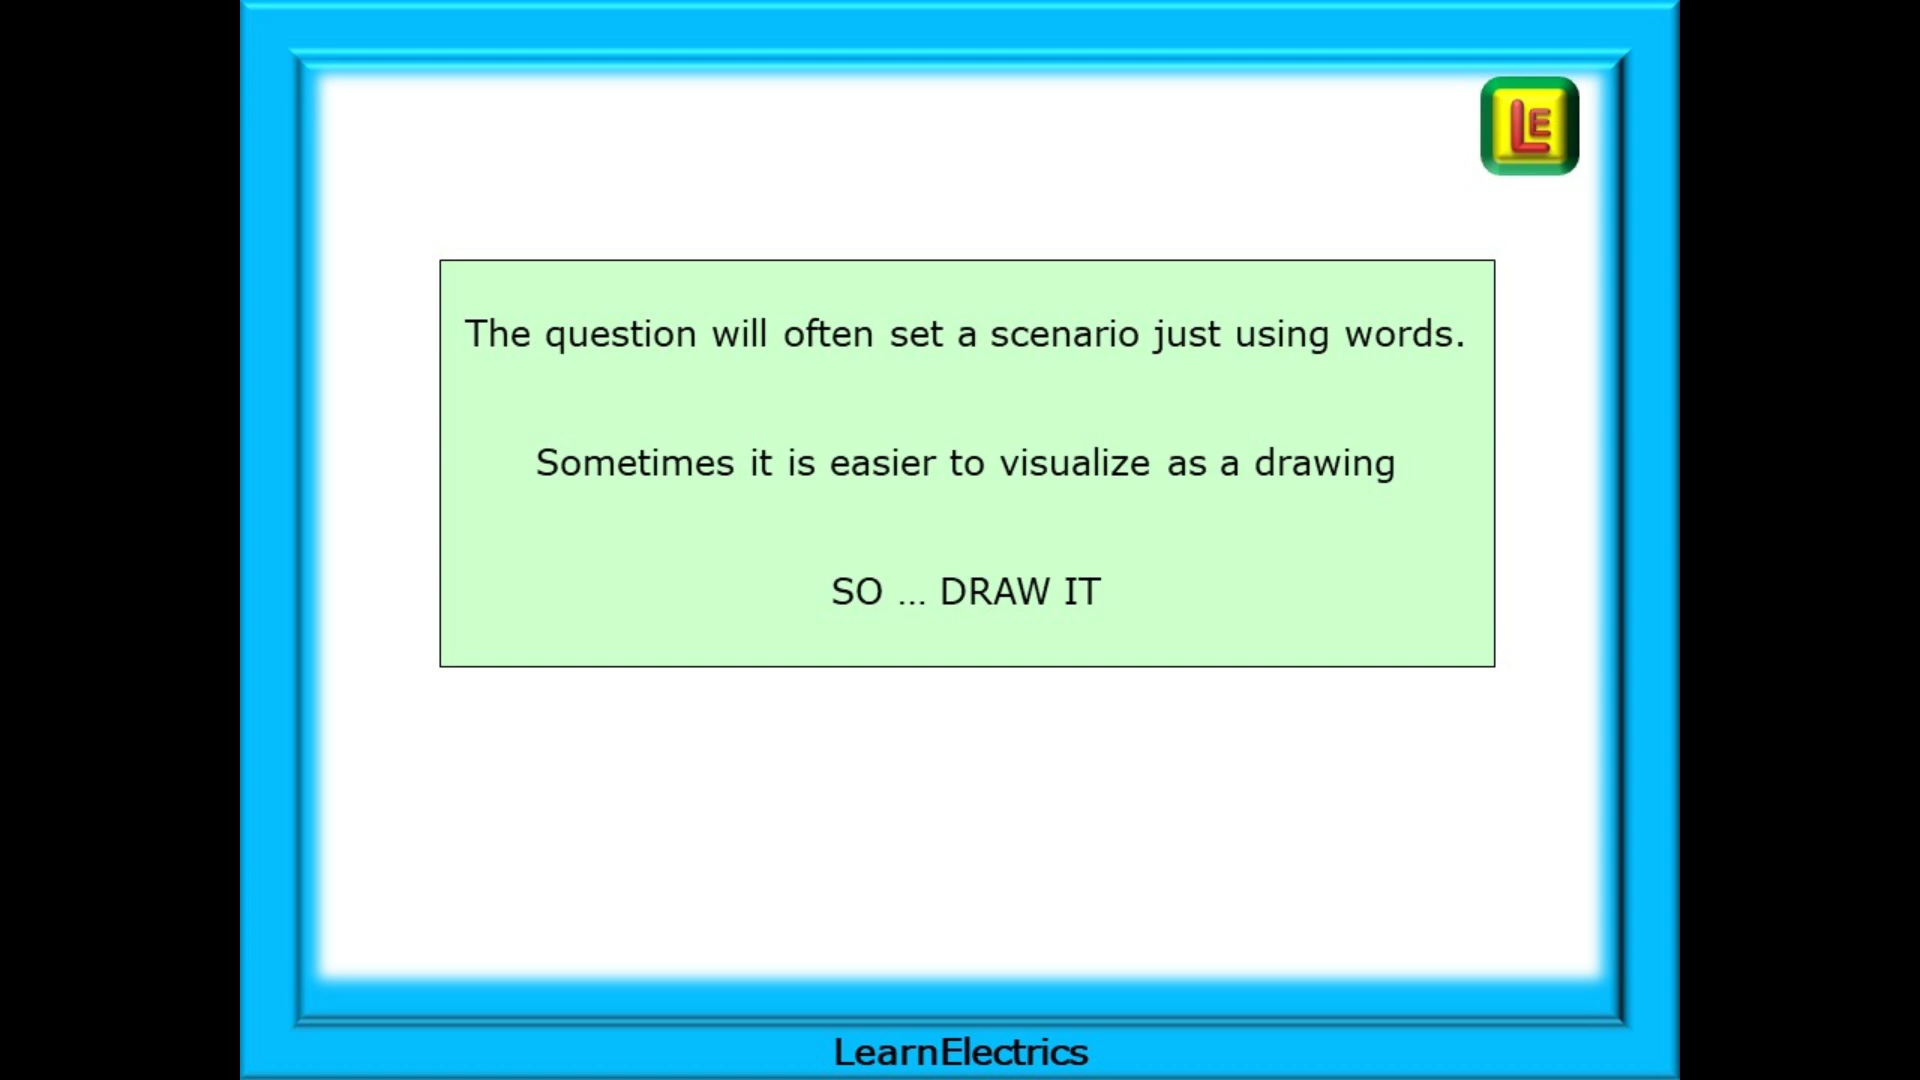 LE
The question will often set a scenario just using words.
Sometimes it is easier to visualize as a drawing
SO ... DRAW IT
LearnElectrics